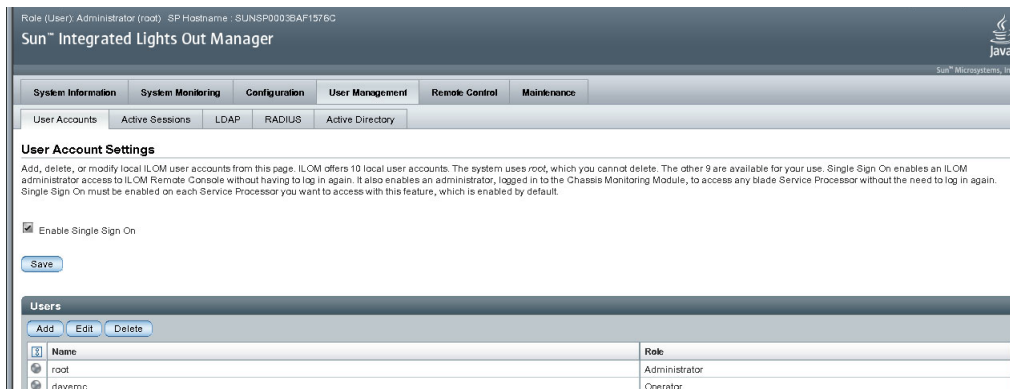 Role (User): Administrator (root) SP Hostname : SUNSP0003BAF1576C
Sun™ Integrated Lights Out Manager
Java
Sun™ Microsystems, In
System Information System Monitoring Configuration User Management Remote Control Maintenance
User Accounts Active Sessions LDAP RADIUS Active Directory
User Account Settings
Add, delete, or modify local ILOM user accounts from this page. ILOM offers 10 local user accounts. The system uses root, which you cannot delete. The other 9 are available for your use. Single Sign On enables an ILOM
administrator access to ILOM Remote Console without having to log in again. It also enables an administrator, logged in to the Chassis Monitoring Module, to access any blade Service Processor without the need to log in again.
Single Sign On must be enabled on each Service Processor you want to access with this feature, which is enabled by default.
Enable Single Sign On
Save
Users
Add Edit Delete
Name Role
root Administrator
davemc Operator